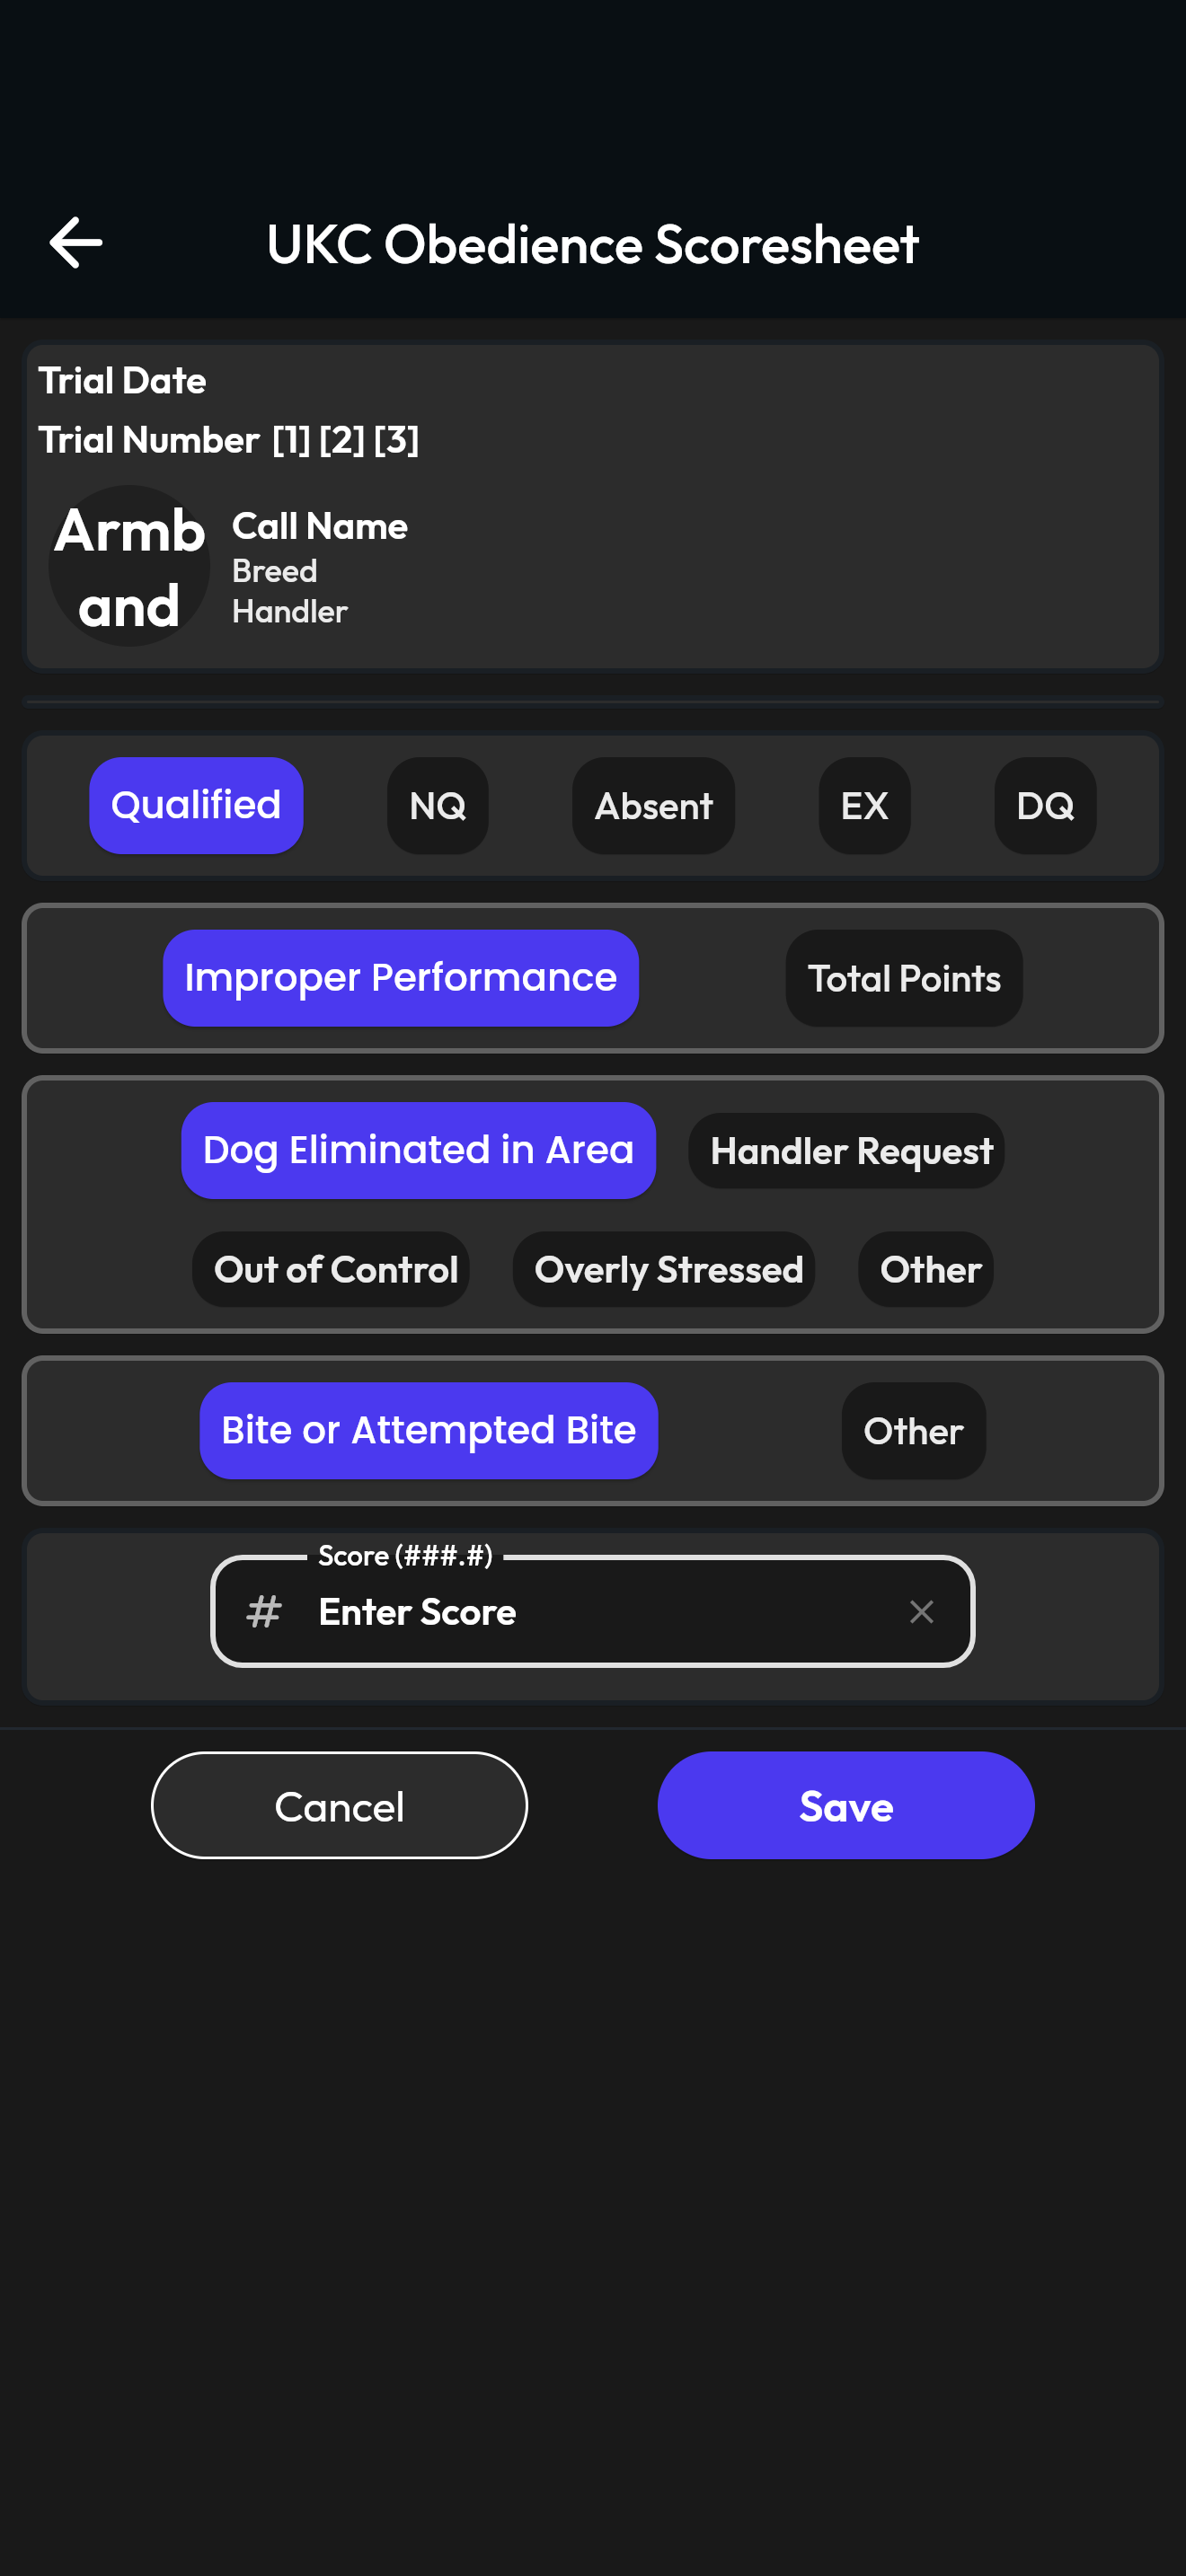 UKC Obedience Scoresheet
Trial Date
Trial Number [1] [2] [3]
Armb
and
Call Name
Breed
Handler
Qualified NQ Absent EX DQ
Improper Performance Total Points
Dog Eliminated in Area Handler Request
Out of Control Overly Stressed Other
Bite or Attempted Bite Other
Score (###.#)
# Enter Score
Cancel Save